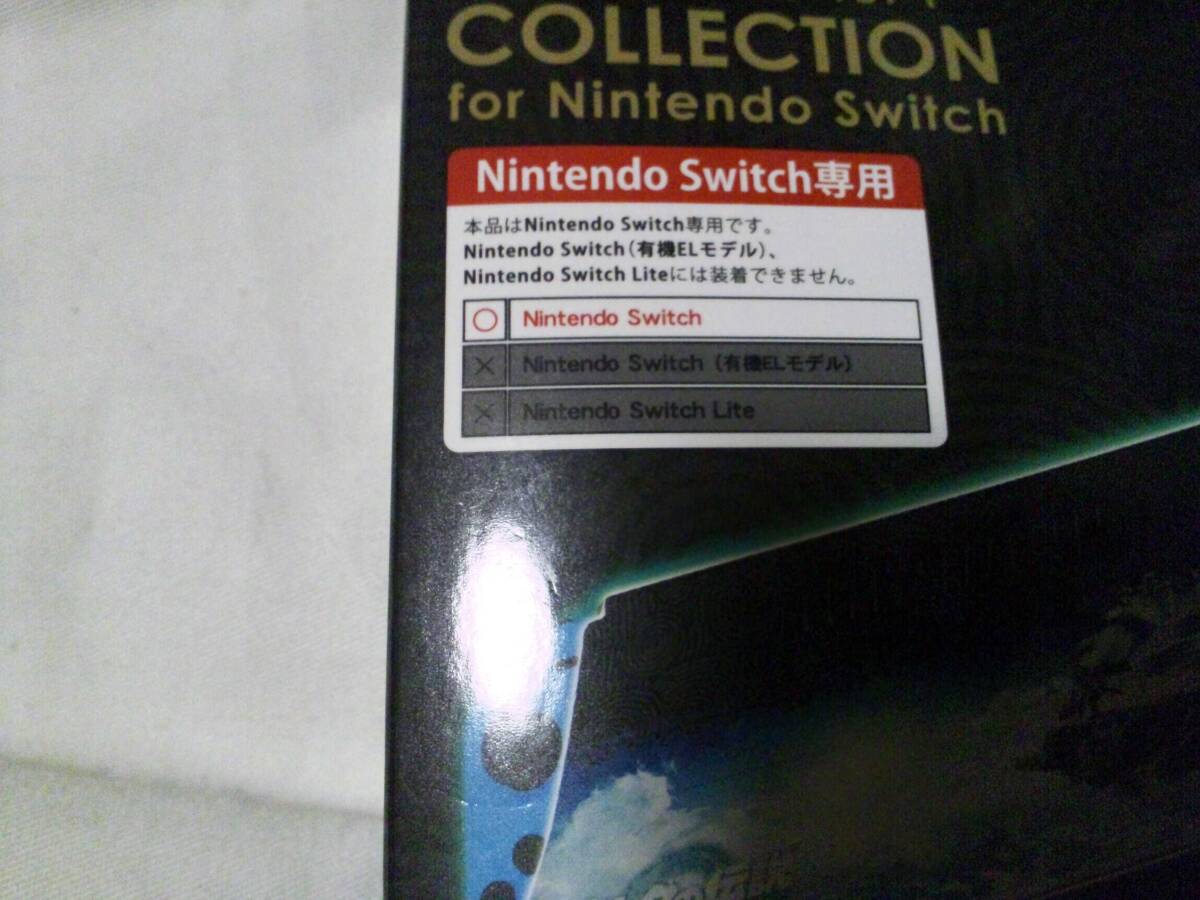 COLLECTION
for Nintendo Switch
Nintendo Switch専用
本品はNintendo Switch専用です。
Nintendo Switch(有機ELモデル)、
Nintendo Switch Liteには装着できません。
○ Nintendo Switch
× Nintendo Switch (有機ELモデル)
× Nintendo Switch Lite
の伝説